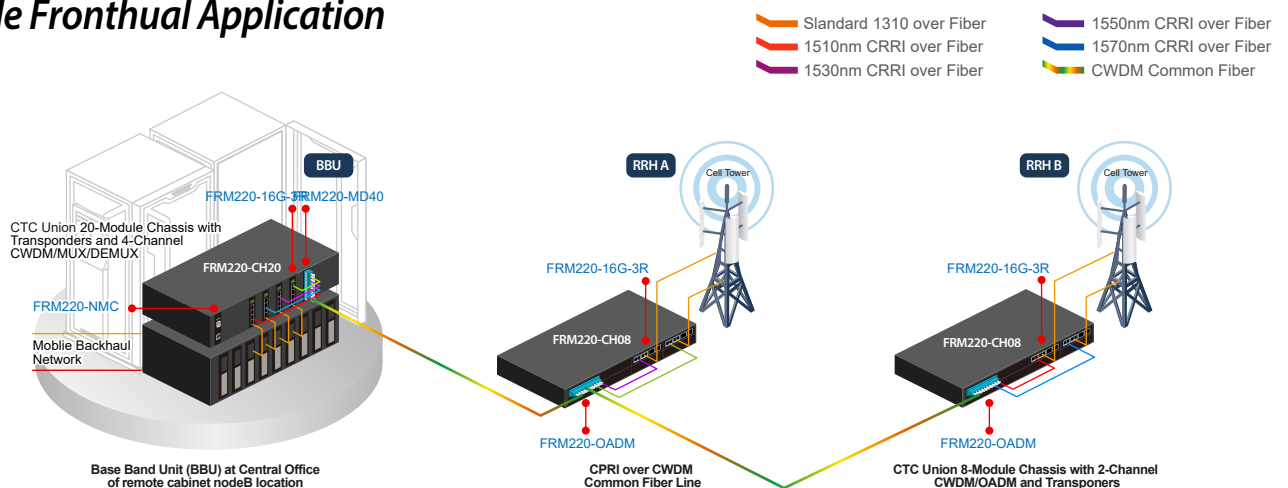 Fronthual Application
Slandard 1310 over Fiber
1510nm CRRI over Fiber
1530nm CRRI over Fiber
1550nm CRRI over Fiber
1570nm CRRI over Fiber
CWDM Common Fiber
BBU
FRM220-16G-3R
FRM220-MD40
CTC Union 20-Module Chassis with
Transponders and 4-Channel
CWDM/MUX/DEMUX
FRM220-CH20
FRM220-NMC
Moblie Backhaul
Network
Base Band Unit (BBU) at Central Office
of remote cabinet nodeB location
RRH A
Cell Tower
FRM220-16G-3R
FRM220-CH08
FRM220-OADM
CPRI over CWDM
Common Fiber Line
RRH B
Cell Tower
FRM220-16G-3R
FRM220-CH08
FRM220-OADM
CTC Union 8-Module Chassis with 2-Channel
CWDM/OADM and Transponers